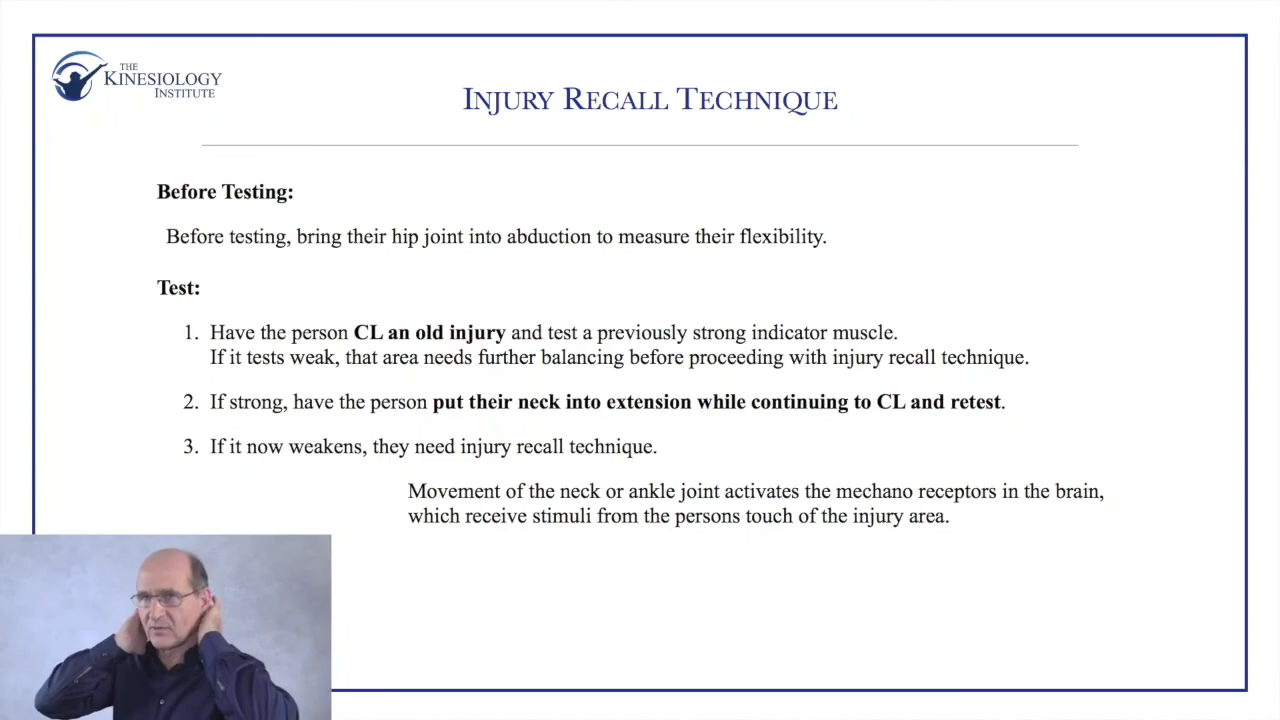 THE
KINESIOLOGY
INSTITUTE
INJURY RECALL TECHNIQUE
Before Testing:
Before testing, bring their hip joint into abduction to measure their flexibility.
Test:
1. Have the person CL an old injury and test a previously strong indicator muscle.
If it tests weak, that area needs further balancing before proceeding with injury recall technique.
2. If strong, have the person put their neck into extension while continuing to CL and retest.
3. If it now weakens, they need injury recall technique.
Movement of the neck or ankle joint activates the mechano receptors in the brain,
which receive stimuli from the persons touch of the injury area.